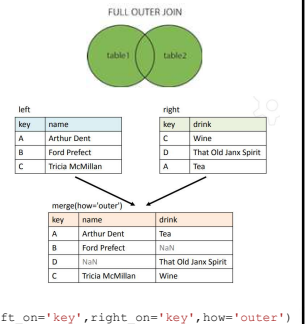 FULL OUTER JOIN
table1 table2
left
key name
A Arthur Dent
B Ford Prefect
C Tricia McMillan
right
key drink
C Wine
D That Old Janx Spirit
A Tea
merge(how='outer')
key name drink
A Arthur Dent Tea
B Ford Prefect NaN
D NaN That Old Janx Spirit
C Tricia McMillan Wine
ft_on='key',right_on='key',how='outer')